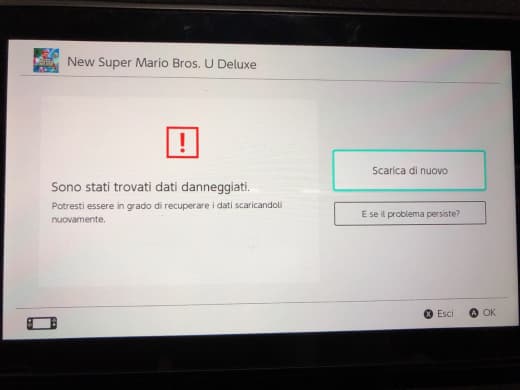 New Super Mario Bros. U Deluxe
Sono stati trovati dati danneggiati.
Potresti essere in grado di recuperare i dati scaricandoli
nuovamente.
Scarica di nuovo
E se il problema persiste?
X Esci A OK